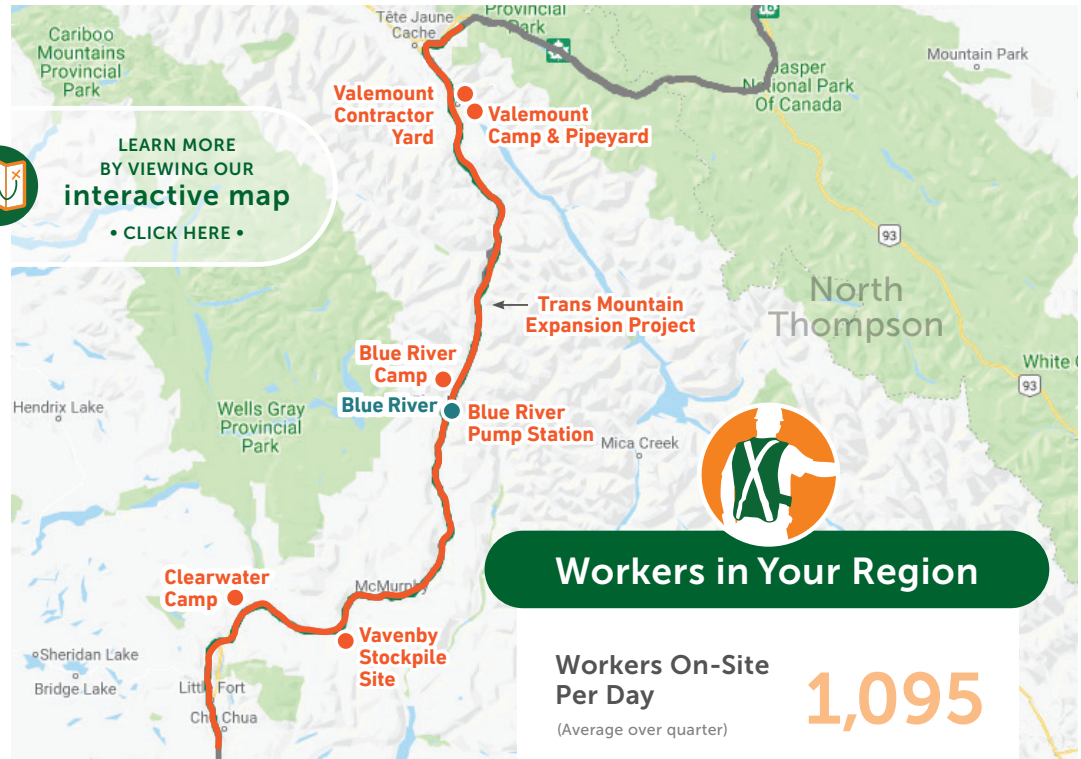 Tête Jaune
Cache
Provincial
Park
16
Cariboo
Mountains
Provincial
Park
Jasper
National Park
Of Canada
Mountain Park
Valemount
Contractor
Yard
Valemount
Camp & Pipeyard
LEARN MORE
BY VIEWING OUR
interactive map
• CLICK HERE •
93
North
Thompson
Trans Mountain
Expansion Project
Blue River
Camp
Blue River
Blue River
Pump Station
White G
93
Hendrix Lake
Wells Gray
Provincial
Park
Mica Creek
Workers in Your Region
Clearwater
Camp
McMurphy
Vavenby
Stockpile
Site
Sheridan Lake
Bridge Lake
Little Fort
Chu Chua
Workers On-Site
Per Day
(Average over quarter)
1,095